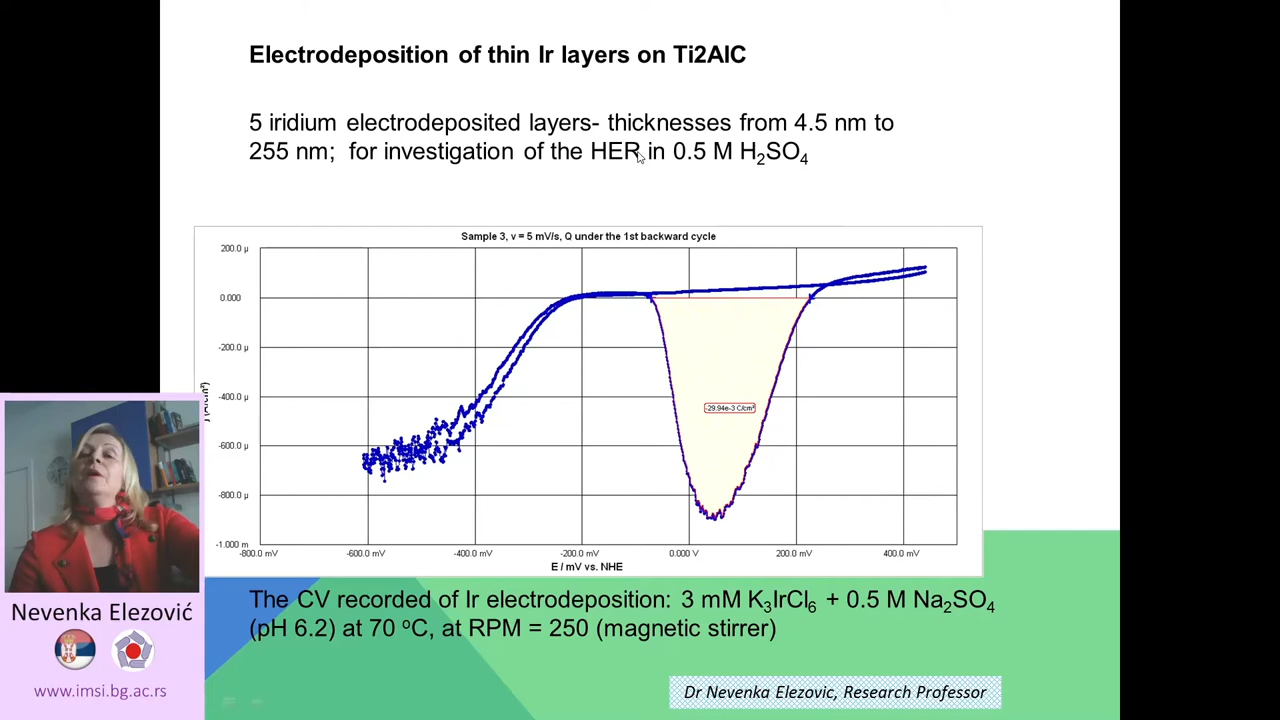 Electrodeposition of thin Ir layers on Ti2AlC
5 iridium electrodeposited layers- thicknesses from 4.5 nm to
255 nm; for investigation of the HER in 0.5 M H₂SO₄
Sample 3, v = 5 mV/s, Q under the 1st backward cycle
200.0 µ
0.000
-200.0 µ
-400.0 µ
-600.0 µ
-800.0 µ
-1.000 m
j (A/cm²)
-29.94e-3 C/cm²
-800.0 mV -600.0 mV -400.0 mV -200.0 mV 0.000 V 200.0 mV 400.0 mV
E / mV vs. NHE
The CV recorded of Ir electrodeposition: 3 mM K₃IrCl₆ + 0.5 M Na₂SO₄
(pH 6.2) at 70 ºC, at RPM = 250 (magnetic stirrer)
Nevenka Elezović
www.imsi.bg.ac.rs
Dr Nevenka Elezovic, Research Professor